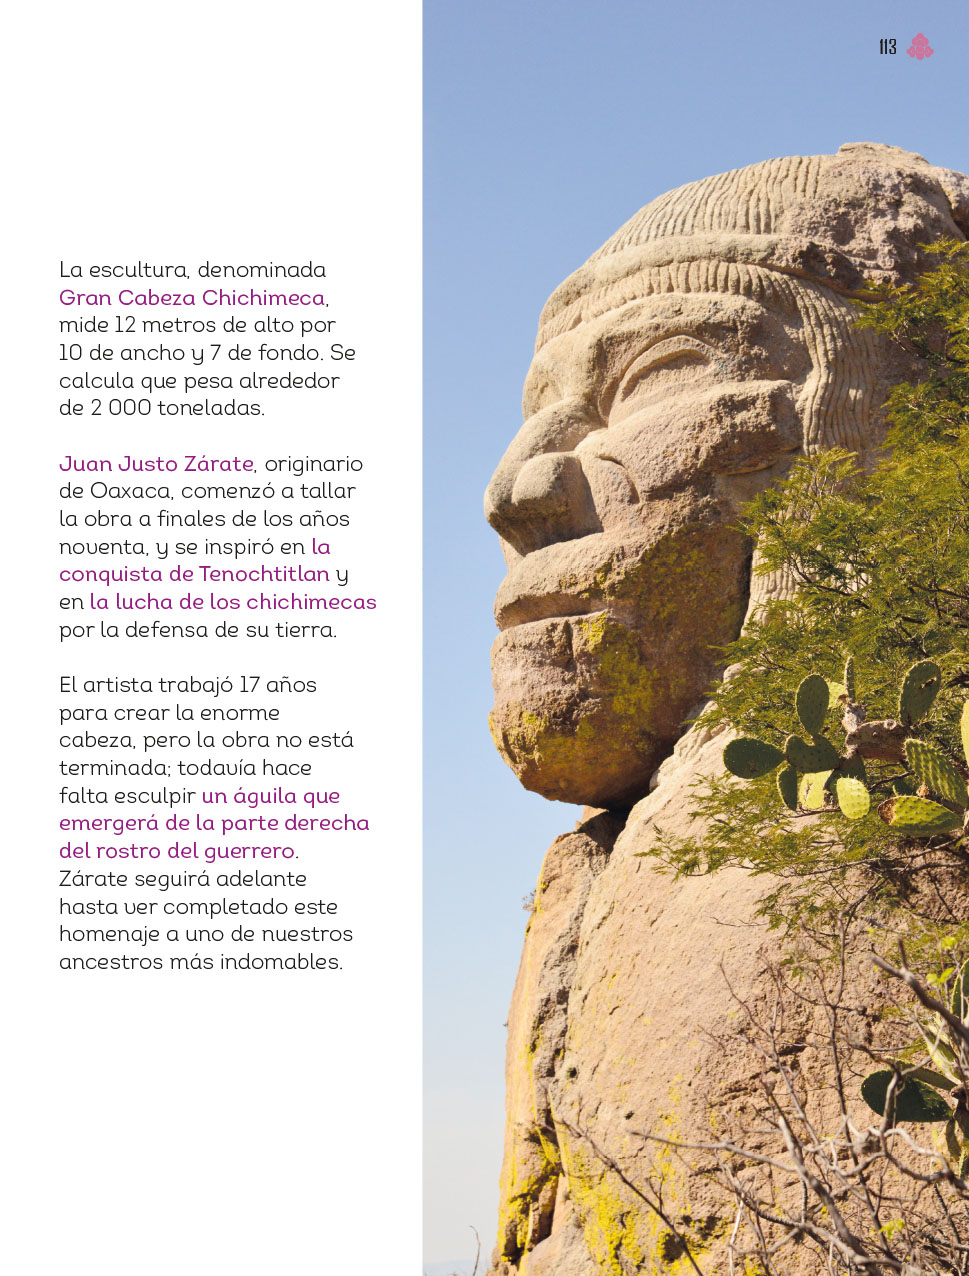 113
La escultura, denominada
Gran Cabeza Chichimeca,
mide 12 metros de alto por
10 de ancho y 7 de fondo. Se
calcula que pesa alrededor
de 2 000 toneladas.
Juan Justo Zárate, originario
de Oaxaca, comenzó a tallar
la obra a finales de los años
noventa, y se inspiró en la
conquista de Tenochtitlan y
en la lucha de los chichimecas
por la defensa de su tierra.
El artista trabajó 17 años
para crear la enorme
cabeza, pero la obra no está
terminada; todavía hace
falta esculpir un águila que
emergerá de la parte derecha
del rostro del guerrero.
Zárate seguirá adelante
hasta ver completado este
homenaje a uno de nuestros
ancestros más indomables.